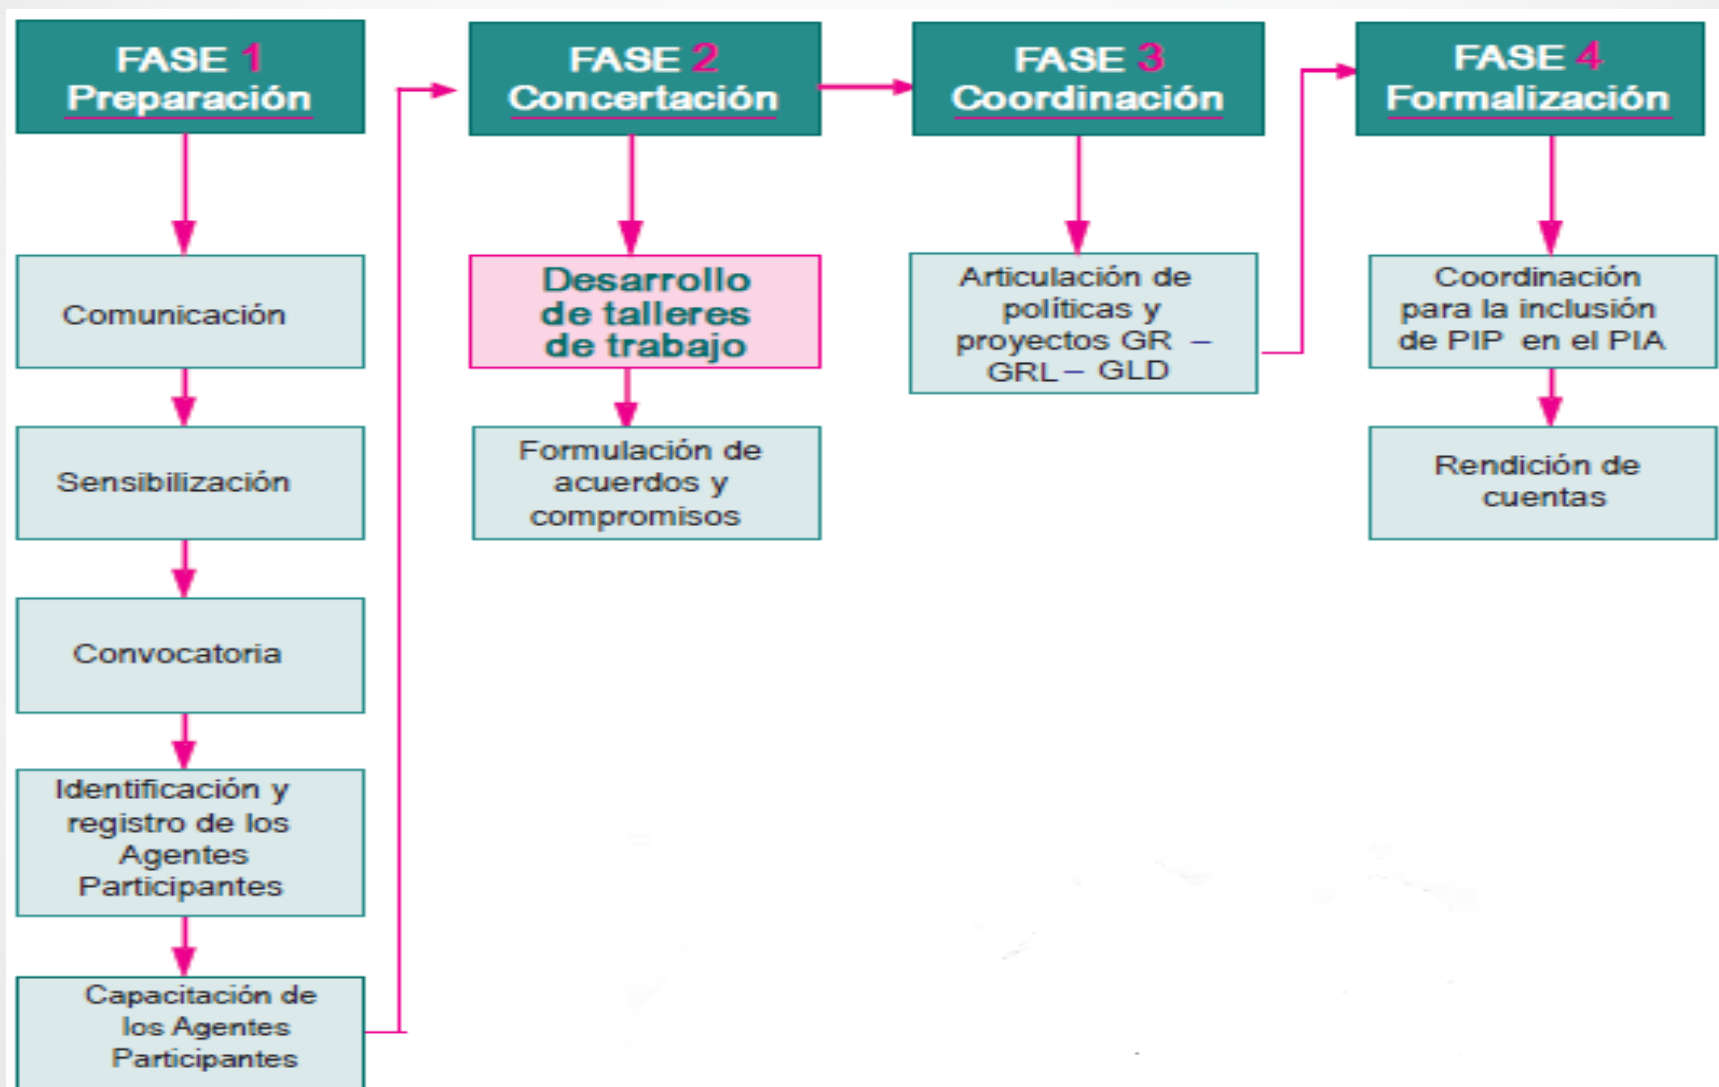 FASE 1
Preparación
Comunicación
Sensibilización
Convocatoria
Identificación y
registro de los
Agentes
Participantes
Capacitación de
los Agentes
Participantes
FASE 2
Concertación
Desarrollo
de talleres
de trabajo
Formulación de
acuerdos y
compromisos
FASE 3
Coordinación
Articulación de
políticas y
proyectos GR –
GRL – GLD
FASE 4
Formalización
Coordinación
para la inclusión
de PIP en el PIA
Rendición de
cuentas